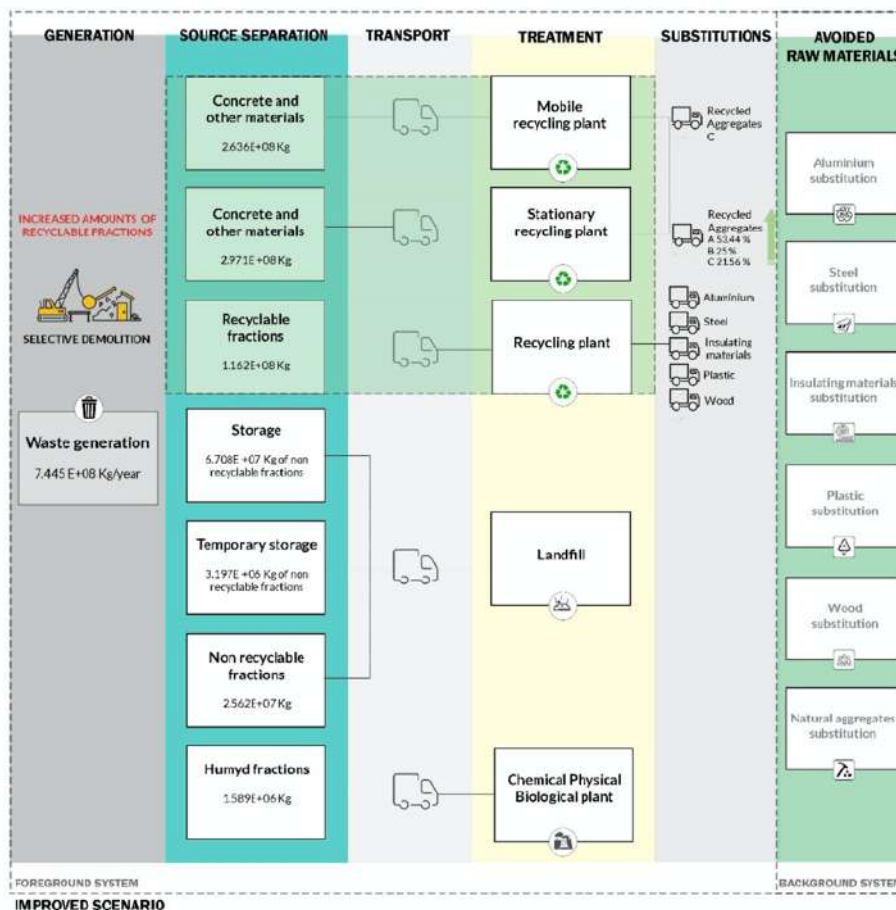 GENERATION
SOURCE SEPARATION
TRANSPORT
TREATMENT
SUBSTITUTIONS
AVOIDED
RAW MATERIALS
INCREASED AMOUNTS OF
RECYCLABLE FRACTIONS
SELECTIVE DEMOLITION
Waste generation
7.445 E+08 Kg/year
Concrete and
other materials
2.636E+08 Kg
Concrete and
other materials
2.971E+08 Kg
Recyclable
fractions
1.162E+08 Kg
Storage
6.708E +07 Kg of non
recyclable fractions
Temporary storage
3.197E +06 Kg of non
recyclable fractions
Non recyclable
fractions
2.562E+07 Kg
Humyd fractions
1.589E+06 Kg
Mobile
recycling plant
Stationary
recycling plant
Recycling plant
Landfill
Chemical Physical
Biological plant
Recycled
Aggregates
C
Recycled
Aggregates
A 53,44 %
B 25 %
C 21,56 %
Aluminium
Steel
Insulating
materials
Plastic
Wood
Aluminium
substitution
Steel
substitution
Insulating materials
substitution
Plastic
substitution
Wood
substitution
Natural aggregates
substitution
FOREGROUND SYSTEM
BACKGROUND SYSTEM
IMPROVED SCENARIO